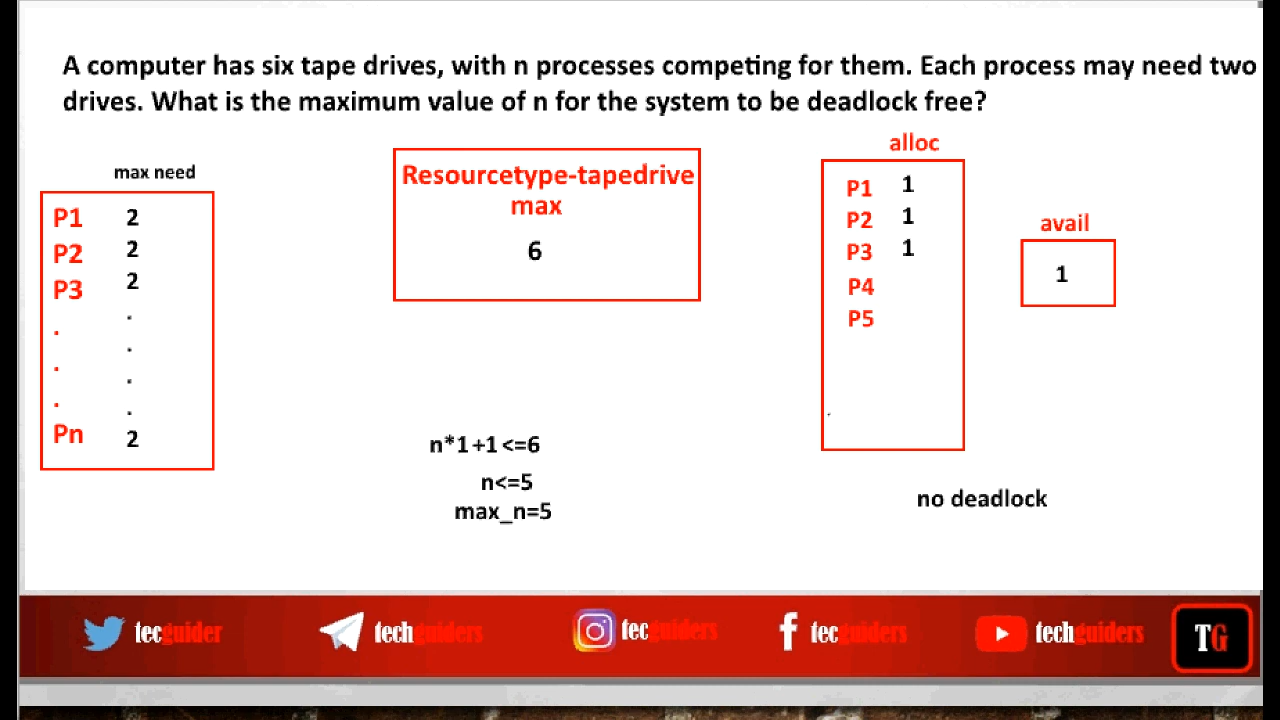 A computer has six tape drives, with n processes competing for them. Each process may need two
drives. What is the maximum value of n for the system to be deadlock free?
max need
P1 2
P2 2
P3 2
. .
. .
. .
.
Pn 2
Resourcetype-tapedrive
max
6
n*1+1<=6
n<=5
max_n=5
alloc
P1 1
P2 1
P3 1
P4
P5
avail
1
no deadlock
tecguider
techguiders
tecguiders
tecguiders
techguiders
TG